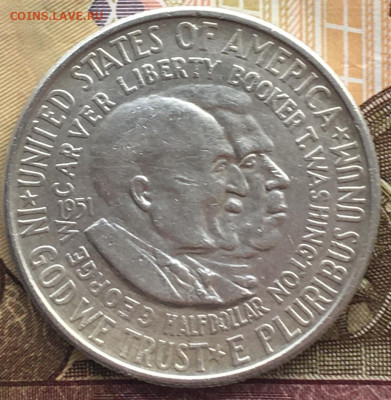 coins.lave.ru
UNITED STATES OF AMERICA
IN GOD WE TRUST · E PLURIBUS UNUM
GEORGE W. CARVER LIBERTY BOOKER T. WASHINGTON
1951
HALF DOLLAR